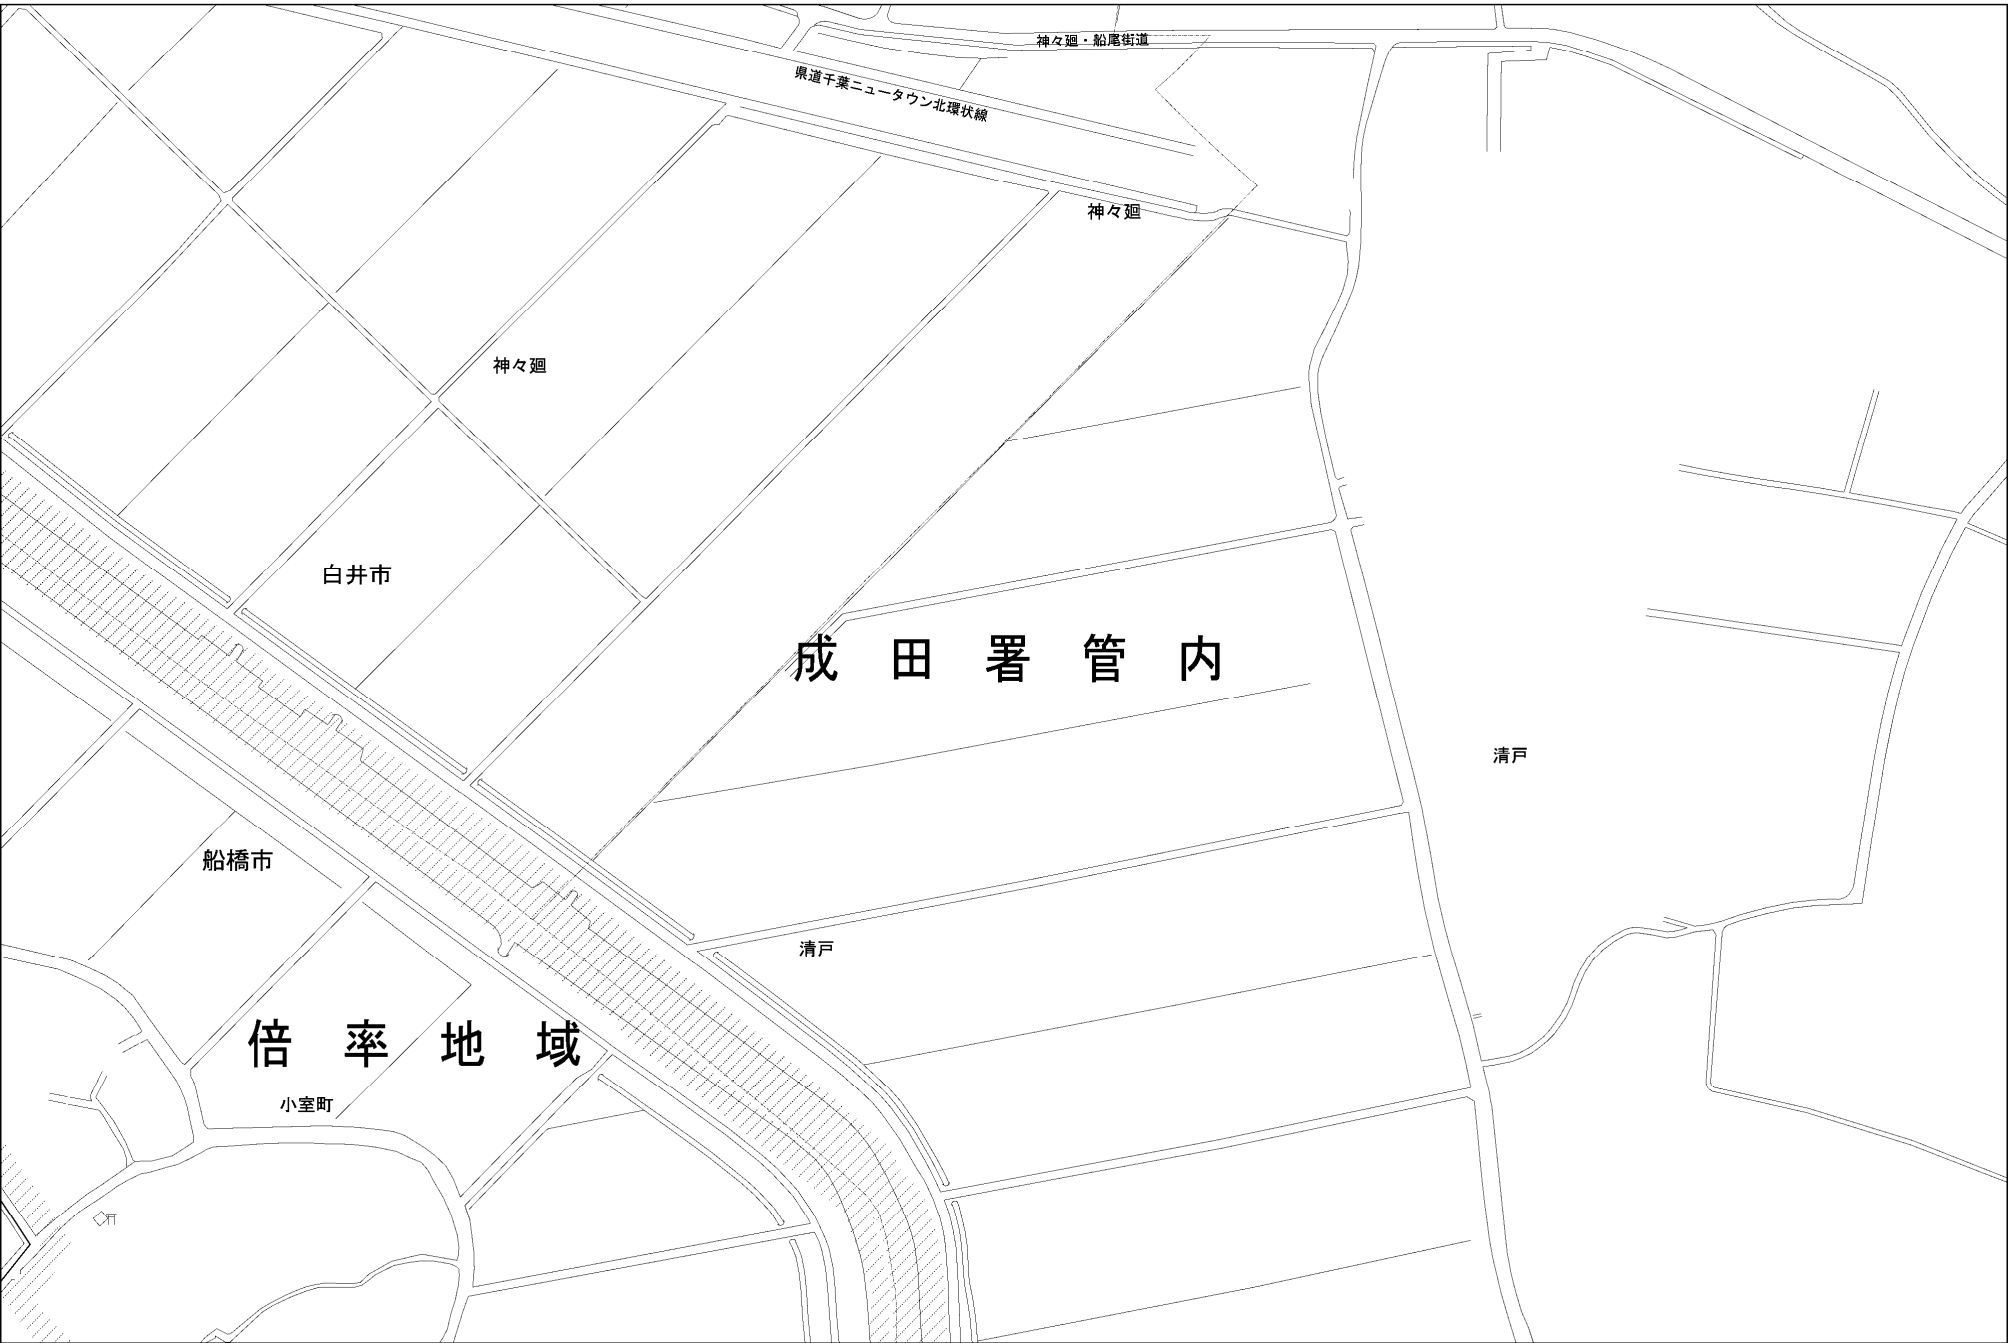 神々廻・船尾街道
県道千葉ニュータウン北環状線
神々廻
神々廻
白井市
成田署管内
清戸
船橋市
清戸
倍率地域
小室町